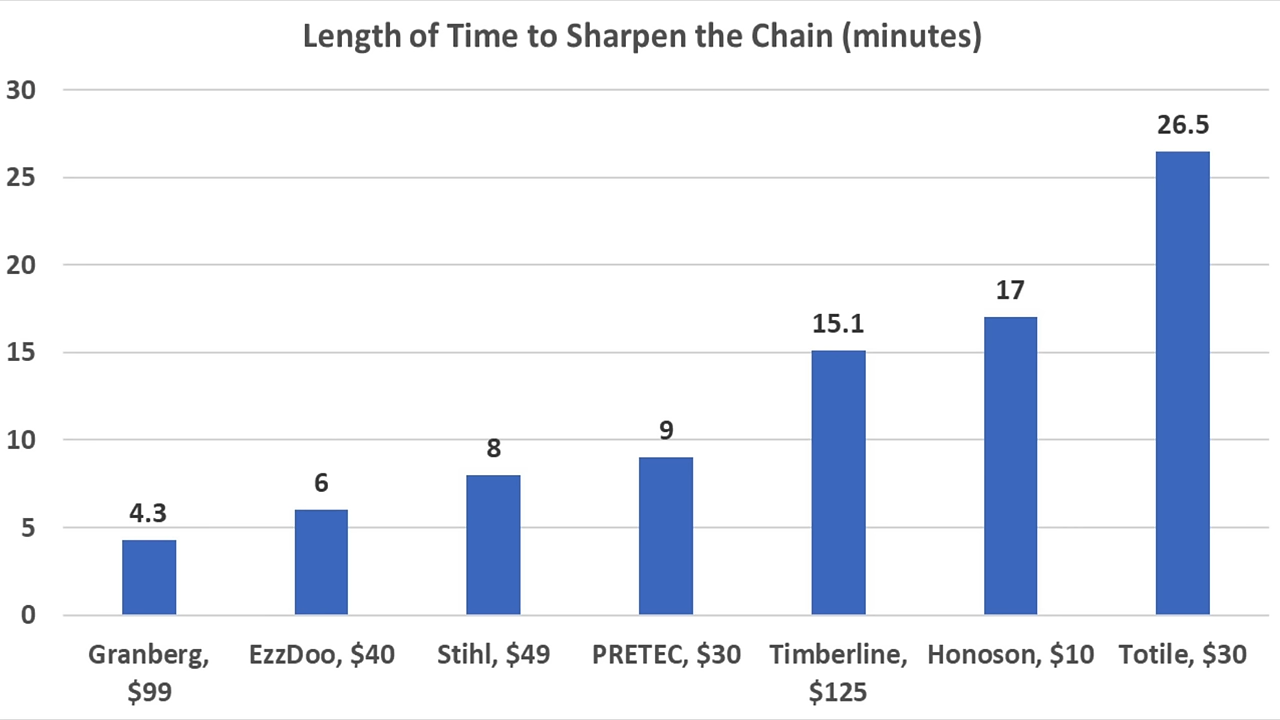 Length of Time to Sharpen the Chain (minutes)
30
25
20
15
10
5
0
4.3
6
8
9
15.1
17
26.5
Granberg, $99
EzzDoo, $40
Stihl, $49
PRETEC, $30
Timberline, $125
Honoson, $10
Totile, $30